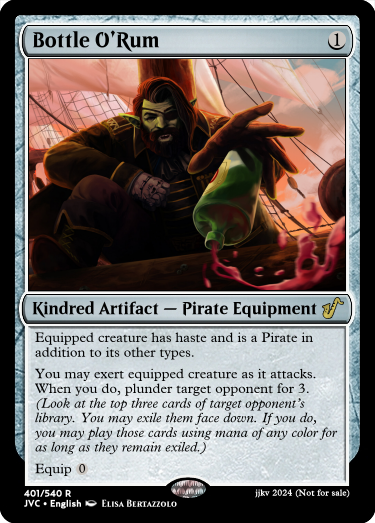 Bottle O'Rum 1
Kindred Artifact — Pirate Equipment
Equipped creature has haste and is a Pirate in
addition to its other types.
You may exert equipped creature as it attacks.
When you do, plunder target opponent for 3.
(Look at the top three cards of target opponent's
library. You may exile them face down. If you do,
you may play those cards using mana of any color for
as long as they remain exiled.)
Equip 0
401/540 R
jjkv 2024 (Not for sale)
JVC • English Elisa Bertazzolo